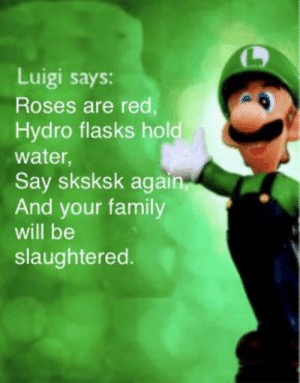 Luigi says:
Roses are red,
Hydro flasks hold
water,
Say sksksk again,
And your family
will be
slaughtered.
L